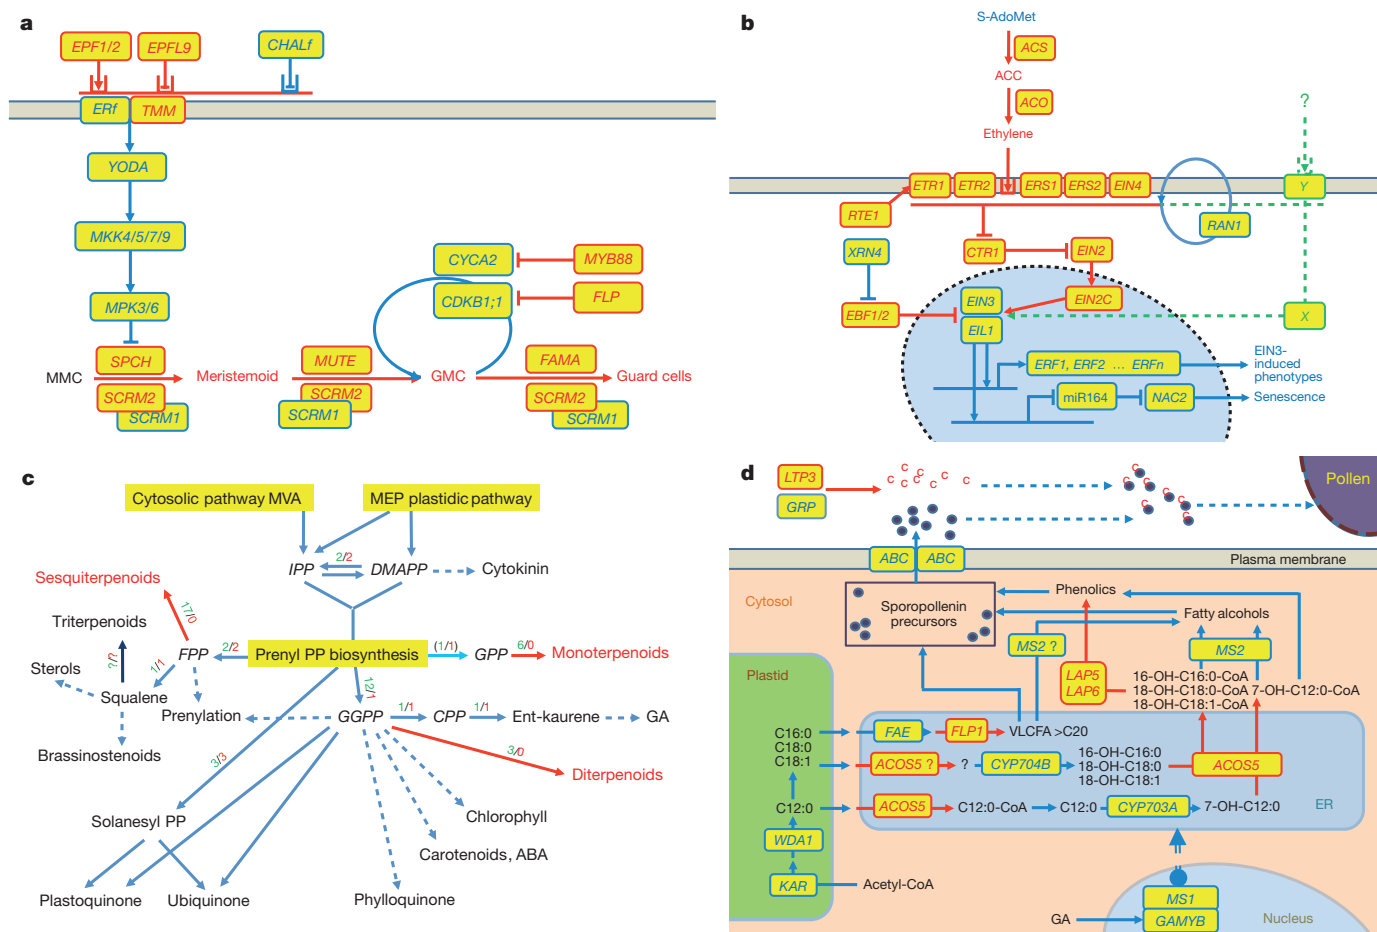 a
EPF1/2
EPFL9
CHALf
ERf
TMM
YODA
MKK4/5/7/9
MPK3/6
CYCA2
MYB88
CDKB1;1
FLP
SPCH
MUTE
FAMA
MMC
Meristemoid
GMC
Guard cells
SCRM2
SCRM1
SCRM2
SCRM1
SCRM2
SCRM1
b
S-AdoMet
ACS
ACC
ACO
Ethylene
?
ETR1
ETR2
ERS1
ERS2
EIN4
Y
RTE1
RAN1
XRN4
CTR1
EIN2
EIN3
EIN2C
EBF1/2
EIL1
X
ERF1, ERF2 ... ERFn
EIN3-
induced
phenotypes
miR164
NAC2
Senescence
c
Cytosolic pathway MVA
MEP plastidic pathway
2/2
IPP
DMAPP
Cytokinin
Sesquiterpenoids
17/0
Triterpenoids
?/?
Sterols
1/1
FPP
2/2
Prenyl PP biosynthesis
(1/1)
GPP
6/0
Monoterpenoids
Squalene
12/1
Prenylation
GGPP
1/1
CPP
1/1
Ent-kaurene
GA
Brassinostenoids
3/3
3/0
Diterpenoids
Solanesyl PP
Chlorophyll
Carotenoids, ABA
Plastoquinone
Ubiquinone
Phylloquinone
d
LTP3
GRP
c c c c c c c
c c c c c
Pollen
ABC
ABC
Plasma membrane
Cytosol
Sporopollenin
precursors
Phenolics
Fatty alcohols
MS2 ?
MS2
Plastid
LAP5
LAP6
16-OH-C16:0-CoA
18-OH-C18:0-CoA 7-OH-C12:0-CoA
18-OH-C18:1-CoA
C16:0
C18:0
C18:1
FAE
FLP1
VLCFA >C20
ACOS5 ?
?
CYP704B
16-OH-C16:0
18-OH-C18:0
18-OH-C18:1
ACOS5
C12:0
ACOS5
C12:0-CoA
C12:0
CYP703A
7-OH-C12:0
ER
WDA1
KAR
Acetyl-CoA
MS1
GA
GAMYB
Nucleus